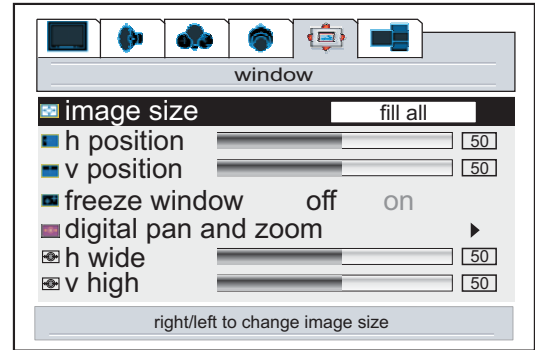 window
image size fill all
h position 50
v position 50
freeze window off on
digital pan and zoom
h wide 50
v high 50
right/left to change image size